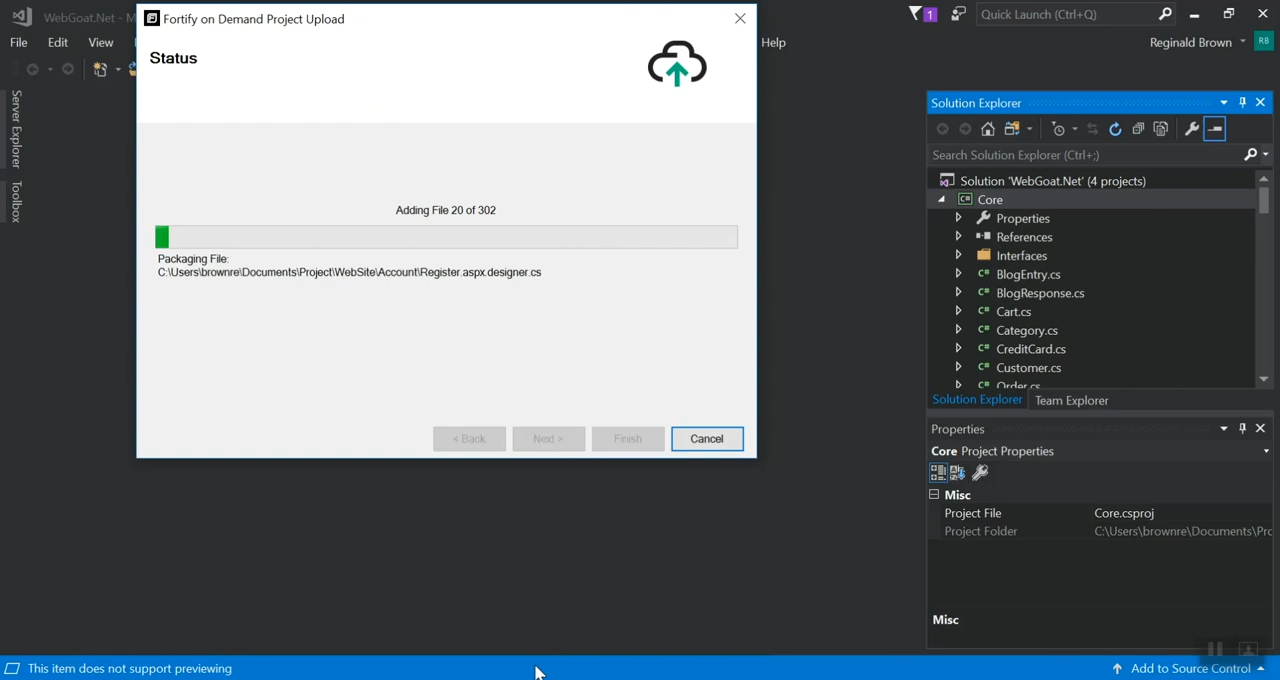 WebGoat.Net - M
Fortify on Demand Project Upload
1
Quick Launch (Ctrl+Q)
File Edit View
Help
Reginald Brown
RB
Status
Server Explorer
Toolbox
Adding File 20 of 302
Packaging File:
C:\Users\brownre\Documents\Project\WebSite\Account\Register.aspx.designer.cs
< Back
Next >
Finish
Cancel
Solution Explorer
Search Solution Explorer (Ctrl+;)
Solution 'WebGoat.Net' (4 projects)
C# Core
Properties
References
Includes
C# BlogEntry.cs
C# BlogResponse.cs
C# Cart.cs
C# Category.cs
C# CreditCard.cs
C# Customer.cs
C# Order.cs
Solution Explorer Team Explorer
Properties
Core Project Properties
Misc
Project File Core.csproj
Project Folder C:\Users\brownre\Documents\Prc
Misc
This item does not support previewing
Add to Source Control